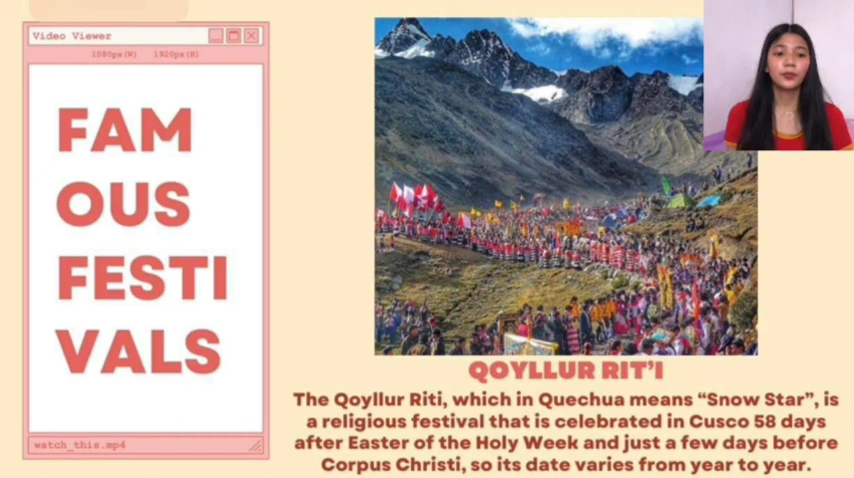 Video Viewer
1080px(W) 1920px(H)
FAM
OUS
FESTI
VALS
watch_this.mp4
QOYLLUR RIT'I
The Qoyllur Riti, which in Quechua means “Snow Star”, is
a religious festival that is celebrated in Cusco 58 days
after Easter of the Holy Week and just a few days before
Corpus Christi, so its date varies from year to year.